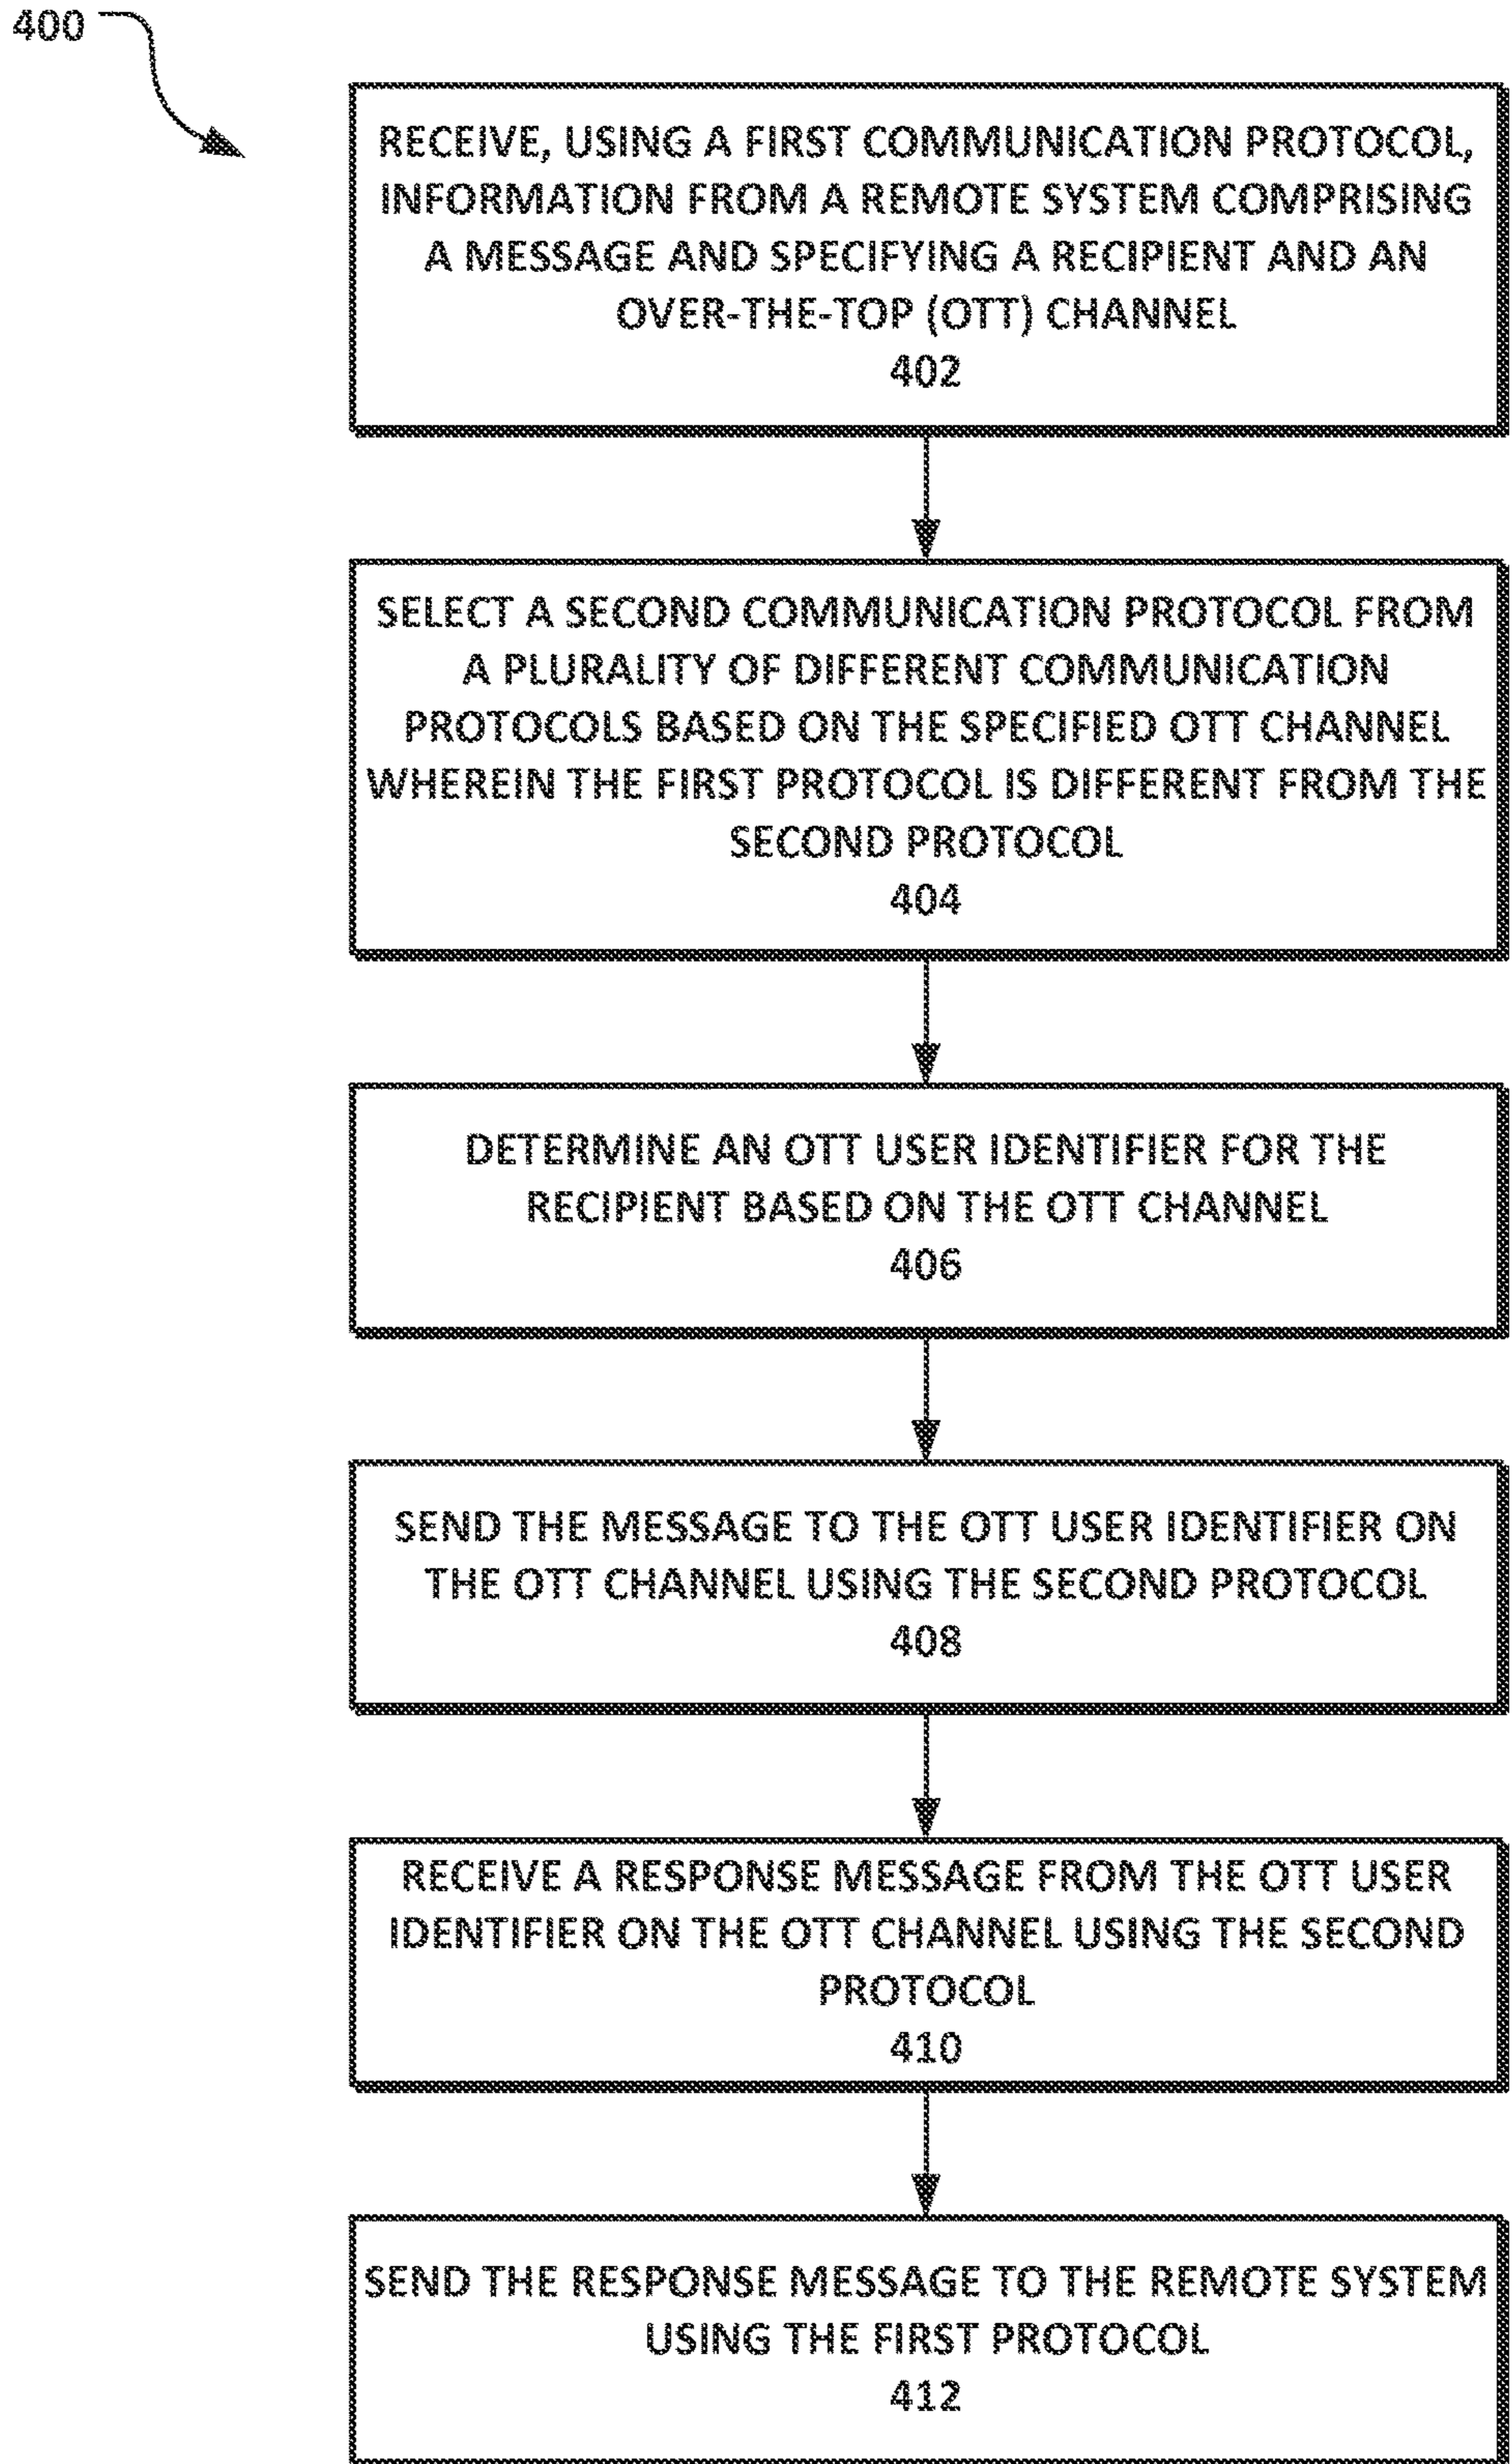 400
RECEIVE, USING A FIRST COMMUNICATION PROTOCOL,
INFORMATION FROM A REMOTE SYSTEM COMPRISING
A MESSAGE AND SPECIFYING A RECIPIENT AND AN
OVER-THE-TOP (OTT) CHANNEL
402
SELECT A SECOND COMMUNICATION PROTOCOL FROM
A PLURALITY OF DIFFERENT COMMUNICATION
PROTOCOLS BASED ON THE SPECIFIED OTT CHANNEL
WHEREIN THE FIRST PROTOCOL IS DIFFERENT FROM THE
SECOND PROTOCOL
404
DETERMINE AN OTT USER IDENTIFIER FOR THE
RECIPIENT BASED ON THE OTT CHANNEL
406
SEND THE MESSAGE TO THE OTT USER IDENTIFIER ON
THE OTT CHANNEL USING THE SECOND PROTOCOL
408
RECEIVE A RESPONSE MESSAGE FROM THE OTT USER
IDENTIFIER ON THE OTT CHANNEL USING THE SECOND
PROTOCOL
410
SEND THE RESPONSE MESSAGE TO THE REMOTE SYSTEM
USING THE FIRST PROTOCOL
412